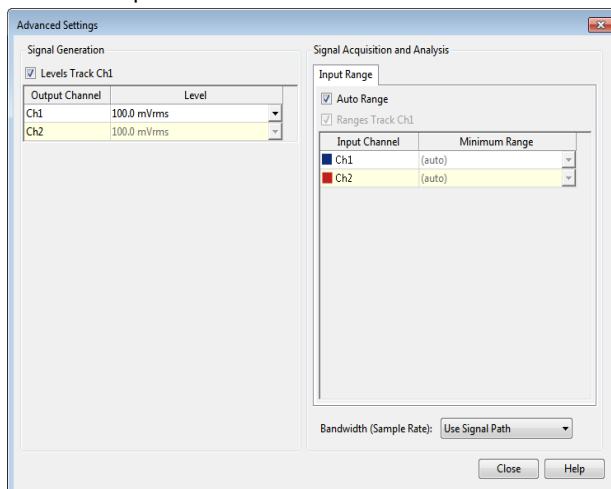 Advanced Settings
Signal Generation
Levels Track Ch1
Output Channel Level
Ch1 100.0 mVrms
Ch2 100.0 mVrms
Signal Acquisition and Analysis
Input Range
Auto Range
Ranges Track Ch1
Input Channel Minimum Range
Ch1 (auto)
Ch2 (auto)
Bandwidth (Sample Rate): Use Signal Path
Close Help